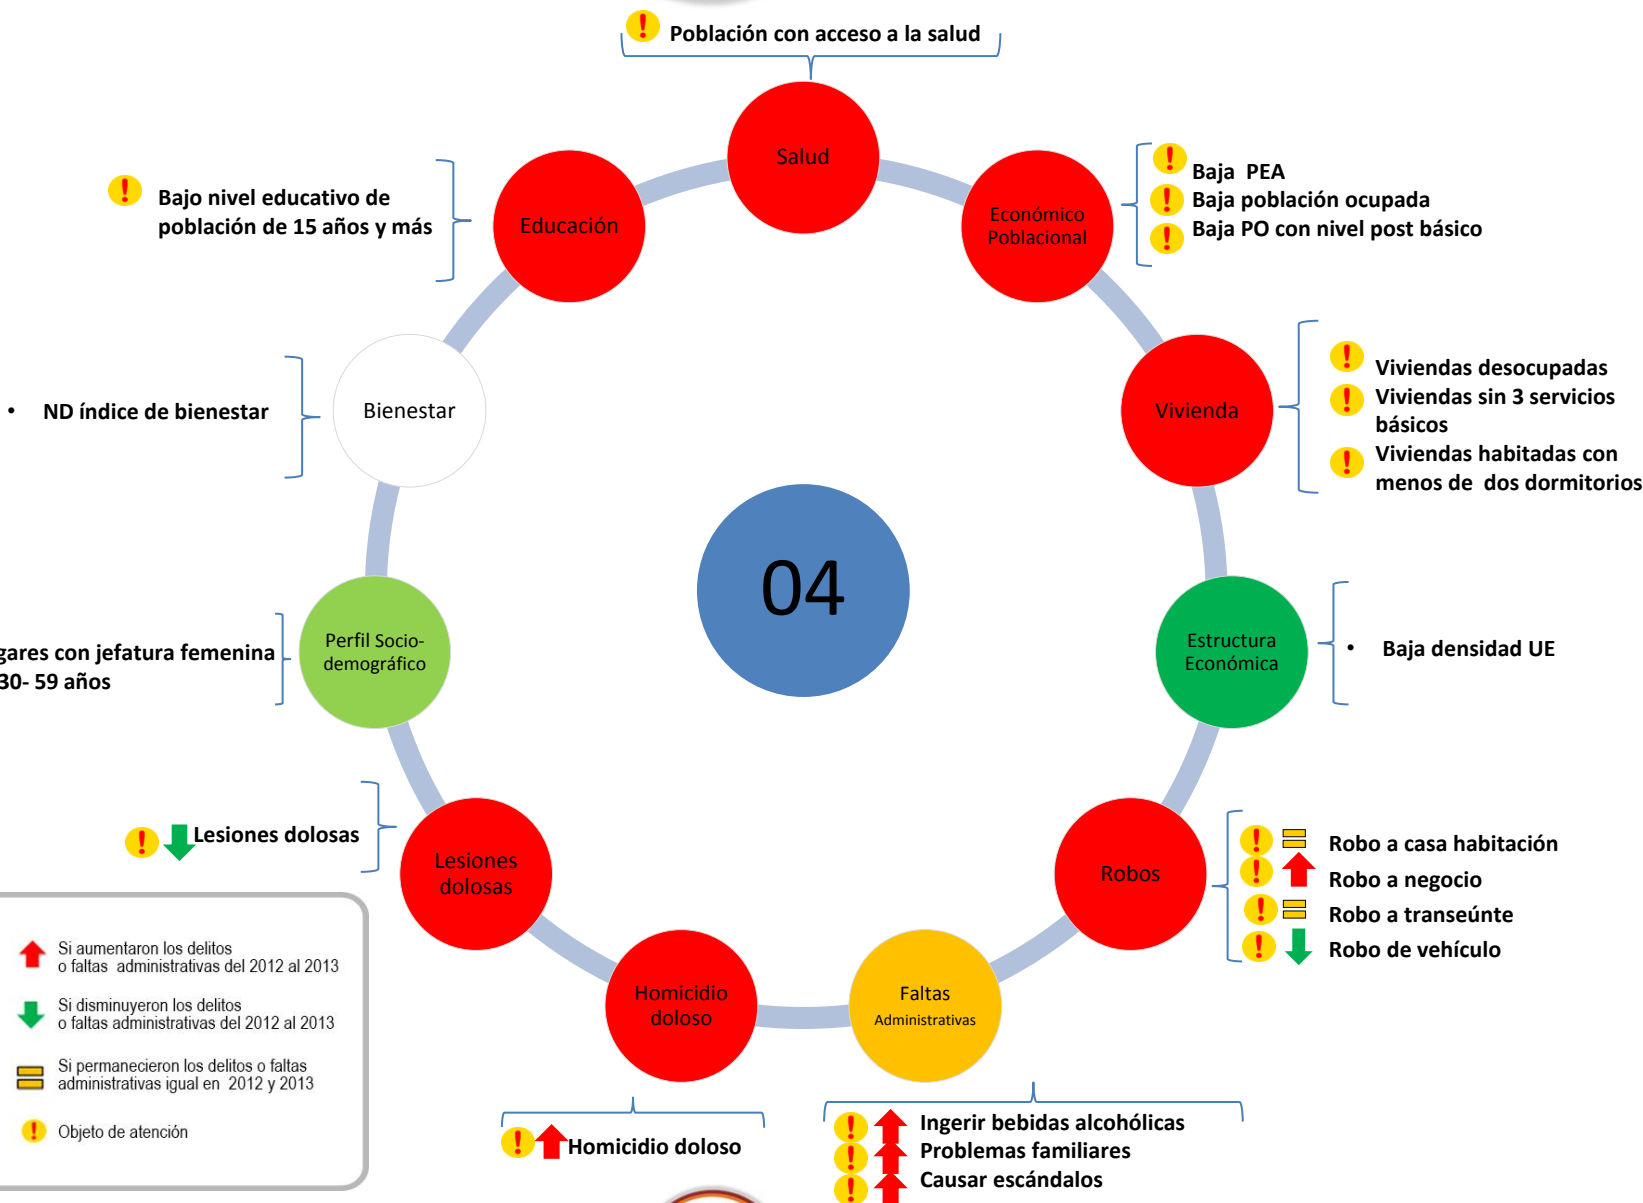 Población con acceso a la salud
Salud
Educación
Bajo nivel educativo de
población de 15 años y más
Económico
Poblacional
Baja PEA
Baja población ocupada
Baja PO con nivel post básico
Bienestar
• ND índice de bienestar
Vivienda
Viviendas desocupadas
Viviendas sin 3 servicios
básicos
Viviendas habitadas con
menos de dos dormitorios
04
Perfil Socio-
demográfico
gares con jefatura femenina
30- 59 años
Estructura
Económica
• Baja densidad UE
Lesiones
dolosas
Lesiones dolosas
Robos
Robo a casa habitación
Robo a negocio
Robo a transeúnte
Robo de vehículo
Homicidio
doloso
Homicidio doloso
Faltas
Administrativas
Ingerir bebidas alcohólicas
Problemas familiares
Causar escándalos
Si aumentaron los delitos
o faltas administrativas del 2012 al 2013
Si disminuyeron los delitos
o faltas administrativas del 2012 al 2013
Si permanecieron los delitos o faltas
administrativas igual en 2012 y 2013
Objeto de atención